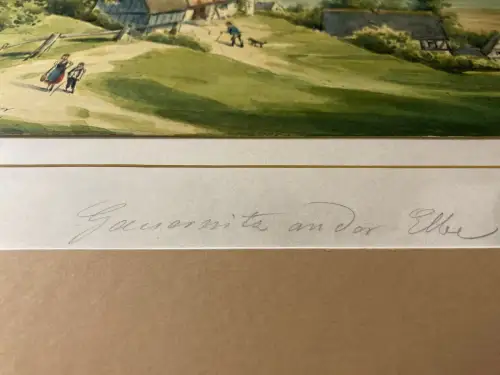 Gauernitz an der Elbe